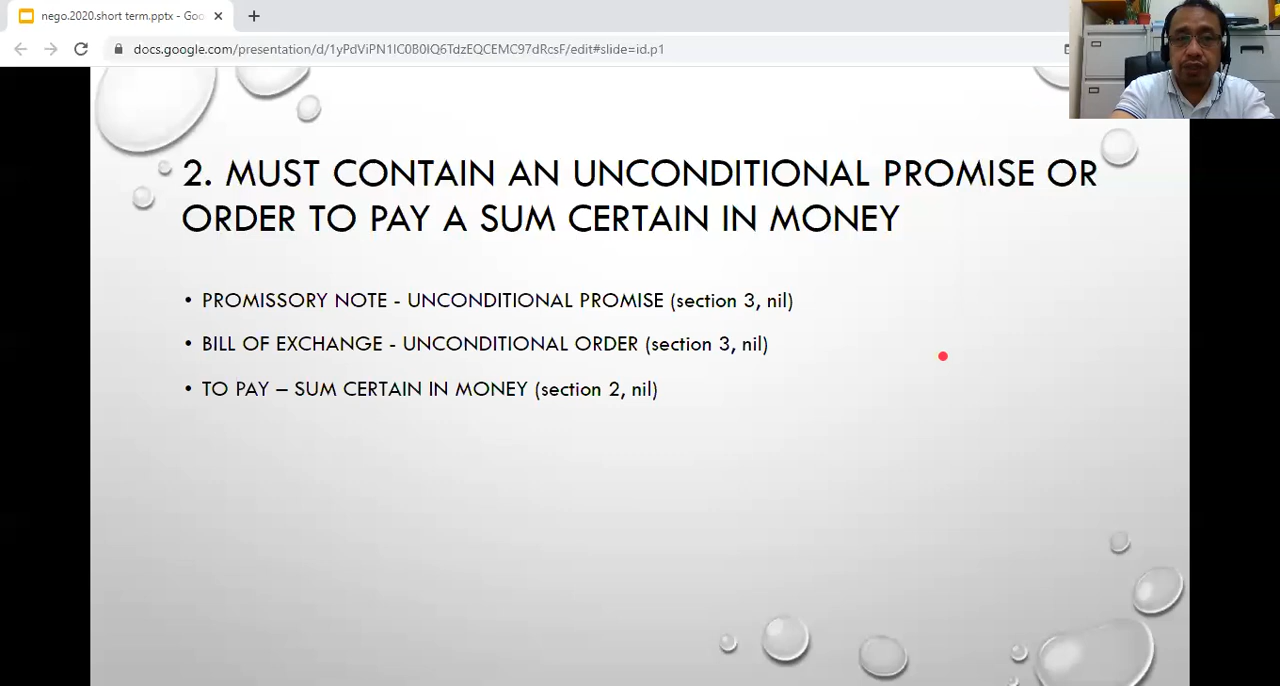 nego.2020.short term.pptx - Goo
docs.google.com/presentation/d/1yPdViPN1lC0B0IQ6TdzEQCEMC97dRcsF/edit#slide=id.p1
2. MUST CONTAIN AN UNCONDITIONAL PROMISE OR
ORDER TO PAY A SUM CERTAIN IN MONEY
• PROMISSORY NOTE - UNCONDITIONAL PROMISE (section 3, nil)
• BILL OF EXCHANGE - UNCONDITIONAL ORDER (section 3, nil)
• TO PAY – SUM CERTAIN IN MONEY (section 2, nil)